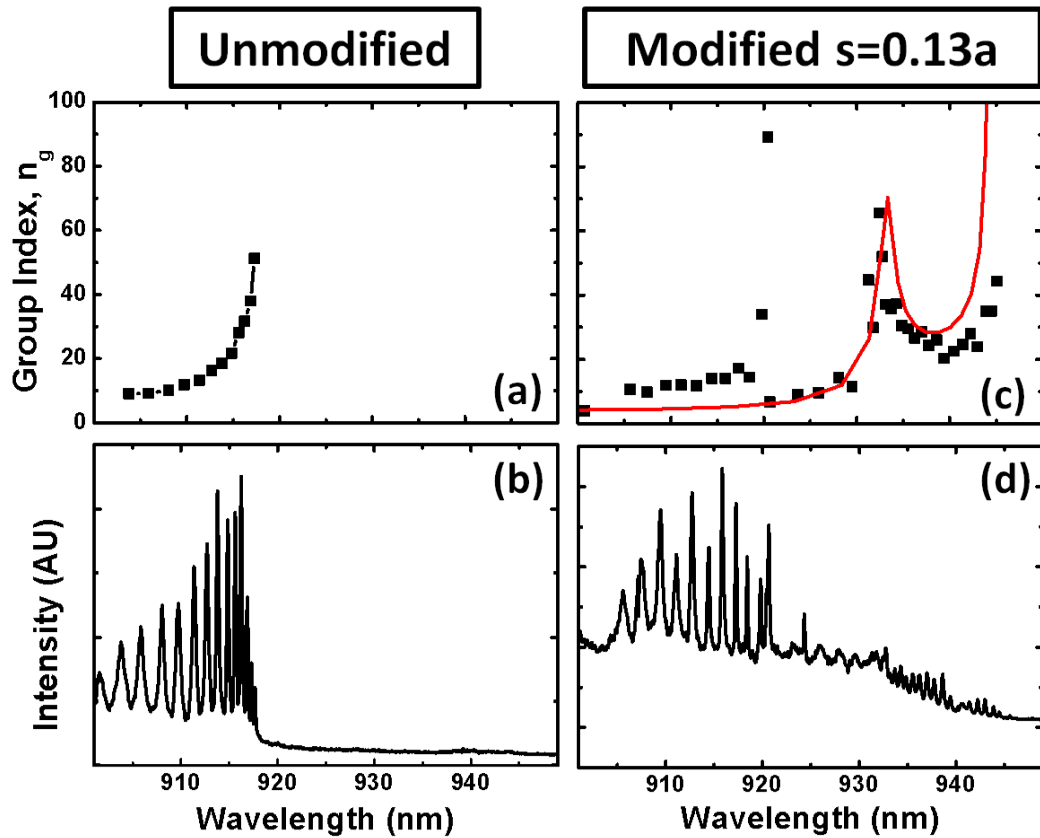 Unmodified
Modified s=0.13a
100
80
60
40
20
0
Group Index, n_g
(a)
(c)
(b)
(d)
Intensity (AU)
910 920 930 940
910 920 930 940
Wavelength (nm)
Wavelength (nm)